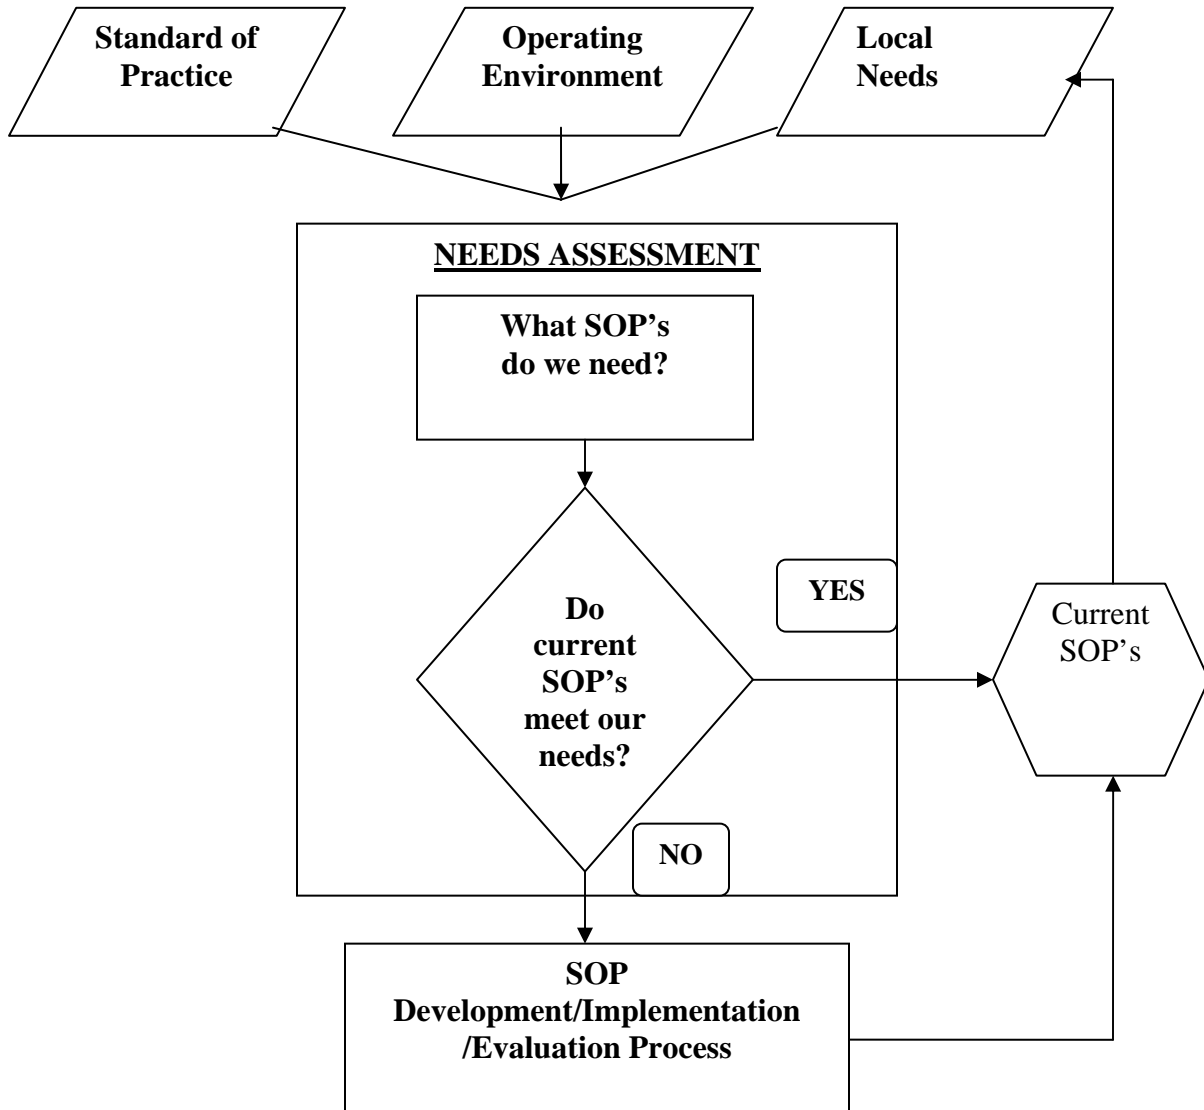 Standard of
Practice
Operating
Environment
Local
Needs
NEEDS ASSESSMENT
What SOP’s
do we need?
YES
Do
current
SOP’s
meet our
needs?
Current
SOP’s
NO
SOP
Development/Implementation
/Evaluation Process